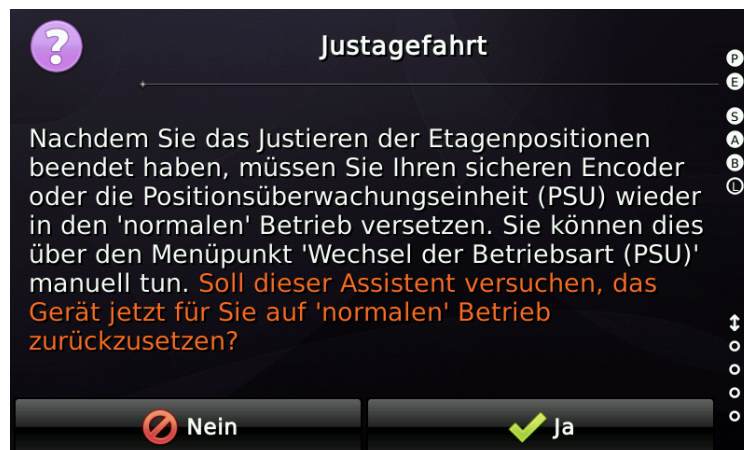 Justagefahrt
P
E
S
A
B
L
Nachdem Sie das Justieren der Etagenpositionen
beendet haben, müssen Sie Ihren sicheren Encoder
oder die Positionsüberwachungseinheit (PSU) wieder
in den 'normalen' Betrieb versetzen. Sie können dies
über den Menüpunkt 'Wechsel der Betriebsart (PSU)'
manuell tun. Soll dieser Assistent versuchen, das
Gerät jetzt für Sie auf 'normalen' Betrieb
zurückzusetzen?
Nein
Ja